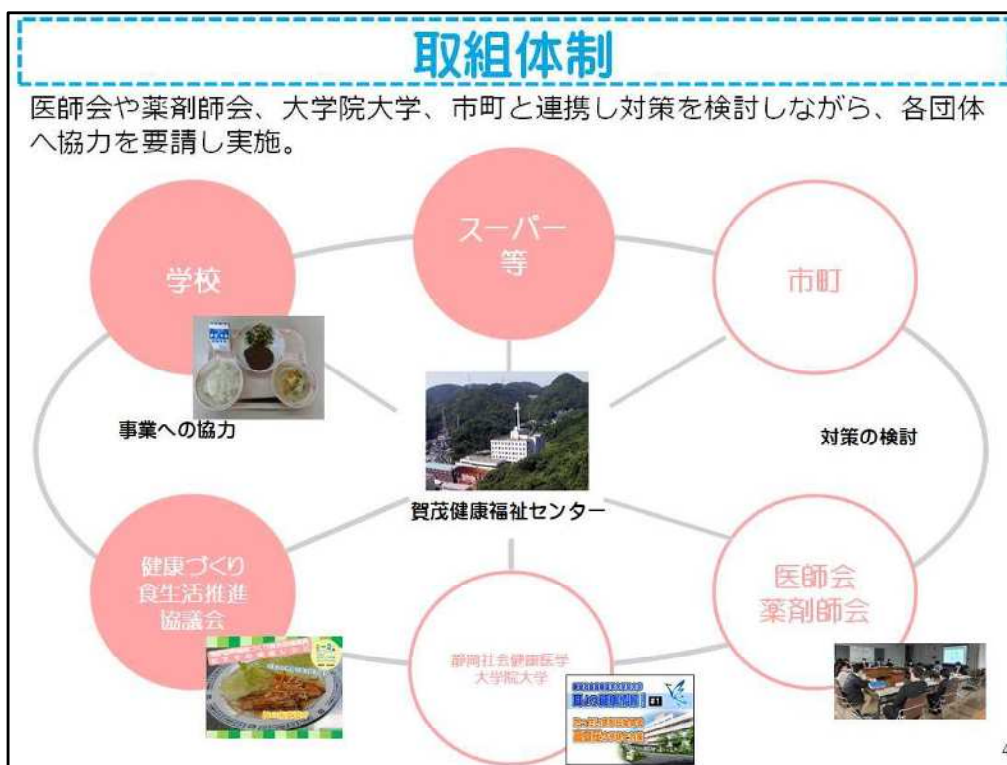 取組体制
医師会や薬剤師会、大学院大学、市町と連携し対策を検討しながら、各団体
へ協力を要請し実施。
スーパー
等
学校
市町
事業への協力
対策の検討
賀茂健康福祉センター
健康づくり
食生活推進
協議会
医師会
薬剤師会
静岡社会健康医学
大学院大学
4